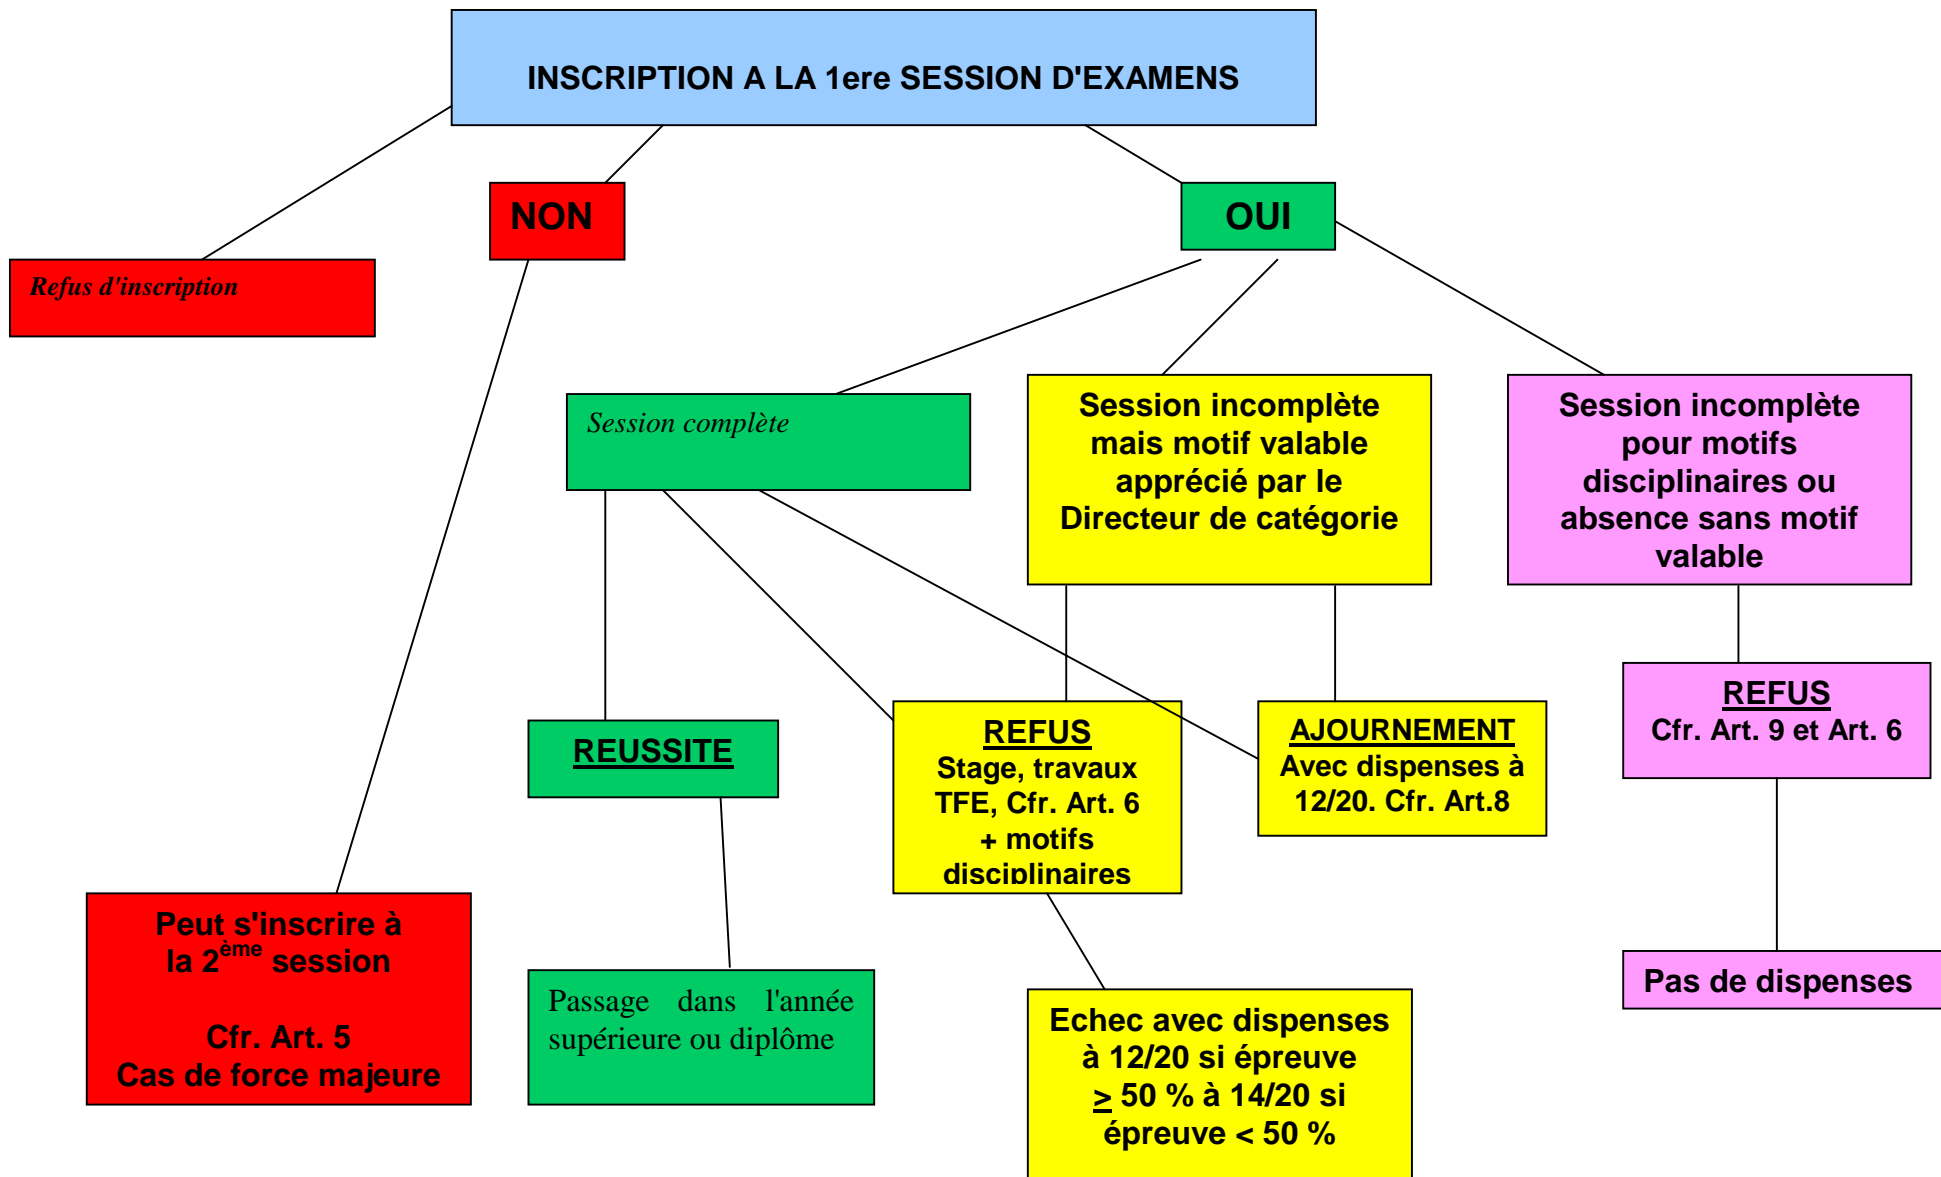 INSCRIPTION A LA 1ere SESSION D'EXAMENS
NON
OUI
Refus d'inscription
Session complète
Session incomplète
mais motif valable
apprécié par le
Directeur de catégorie
Session incomplète
pour motifs
disciplinaires ou
absence sans motif
valable
REUSSITE
REFUS
Stage, travaux
TFE, Cfr. Art. 6
+ motifs
disciplinaires
AJOURNEMENT
Avec dispenses à
12/20. Cfr. Art.8
REFUS
Cfr. Art. 9 et Art. 6
Peut s'inscrire à
la 2ème session
Cfr. Art. 5
Cas de force majeure
Passage dans l'année
supérieure ou diplôme
Echec avec dispenses
à 12/20 si épreuve
≥ 50 % à 14/20 si
épreuve < 50 %
Pas de dispenses